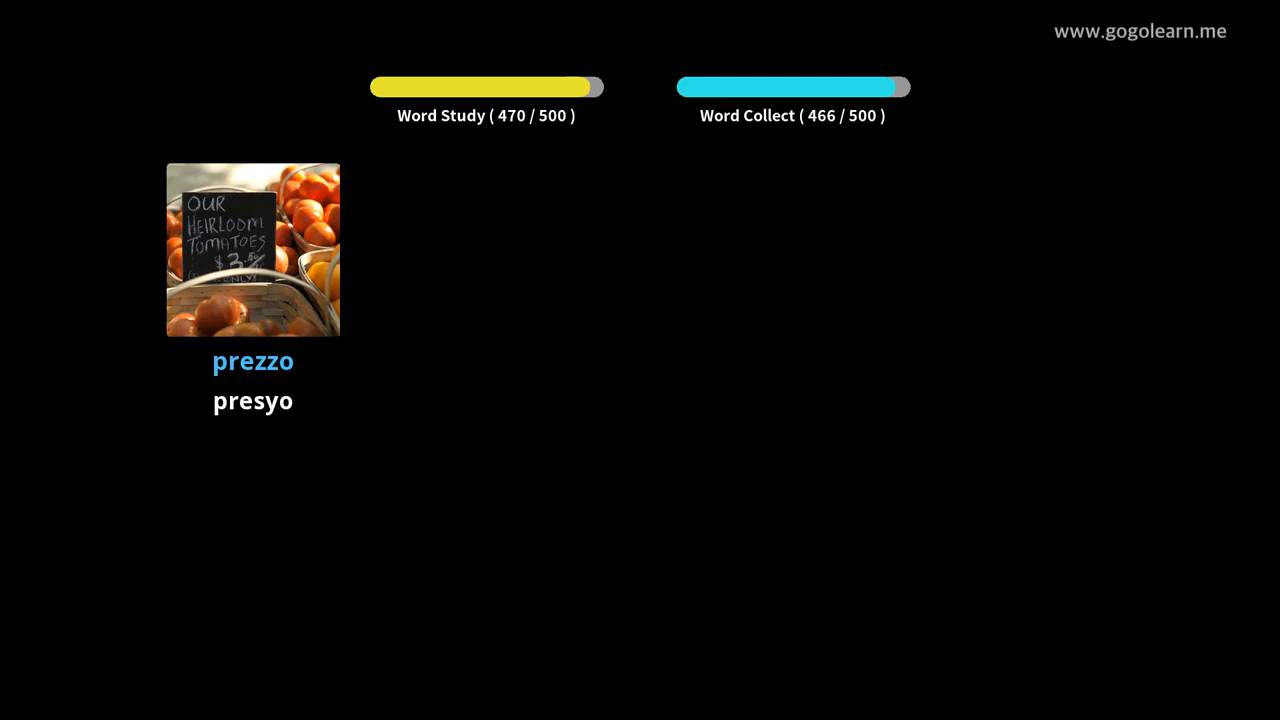 www.gogolearn.me
Word Study ( 470 / 500 )
Word Collect ( 466 / 500 )
OUR
HEIRLOOM
TOMATOES
prezzo
presyo